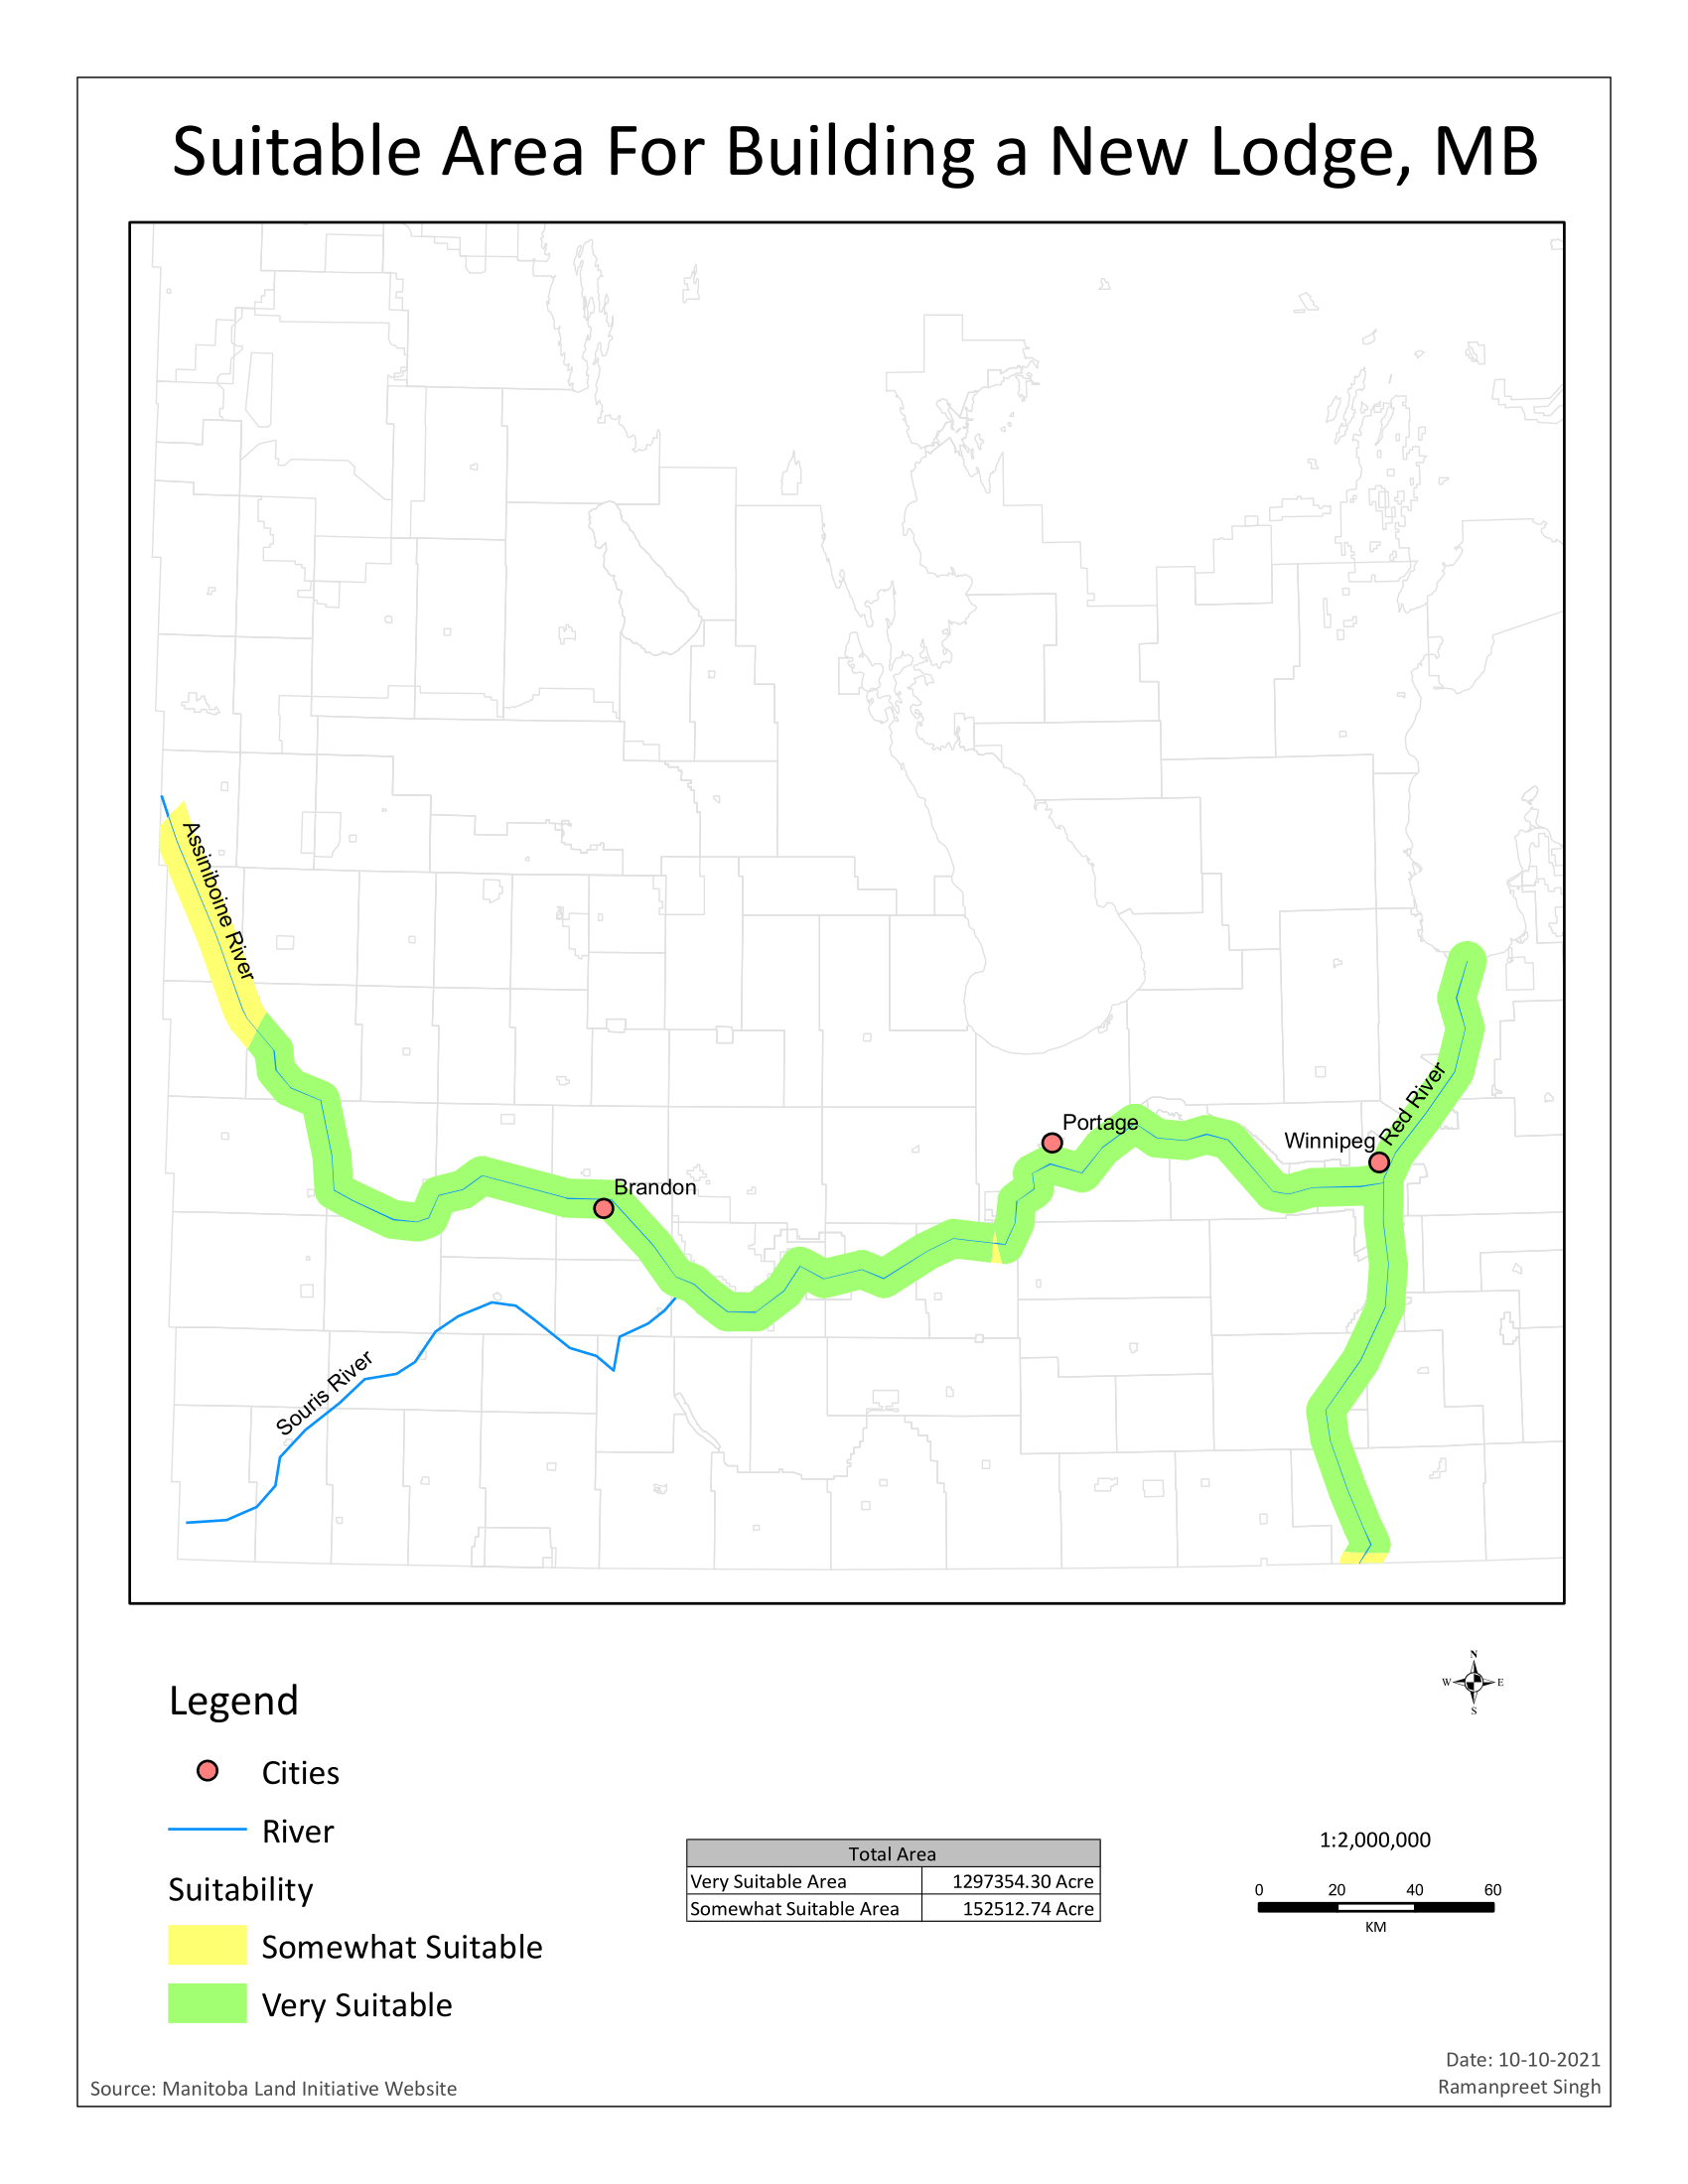 Suitable Area For Building a New Lodge, MB
Assiniboine River
Red River
Portage
Winnipeg
Brandon
Souris River
N
W E
S
Legend
Cities
River
Suitability
Somewhat Suitable
Very Suitable
Total Area
Very Suitable Area 1297354.30 Acre
Somewhat Suitable Area 152512.74 Acre
1:2,000,000
0 20 40 60
KM
Date: 10-10-2021
Source: Manitoba Land Initiative Website
Ramanpreet Singh